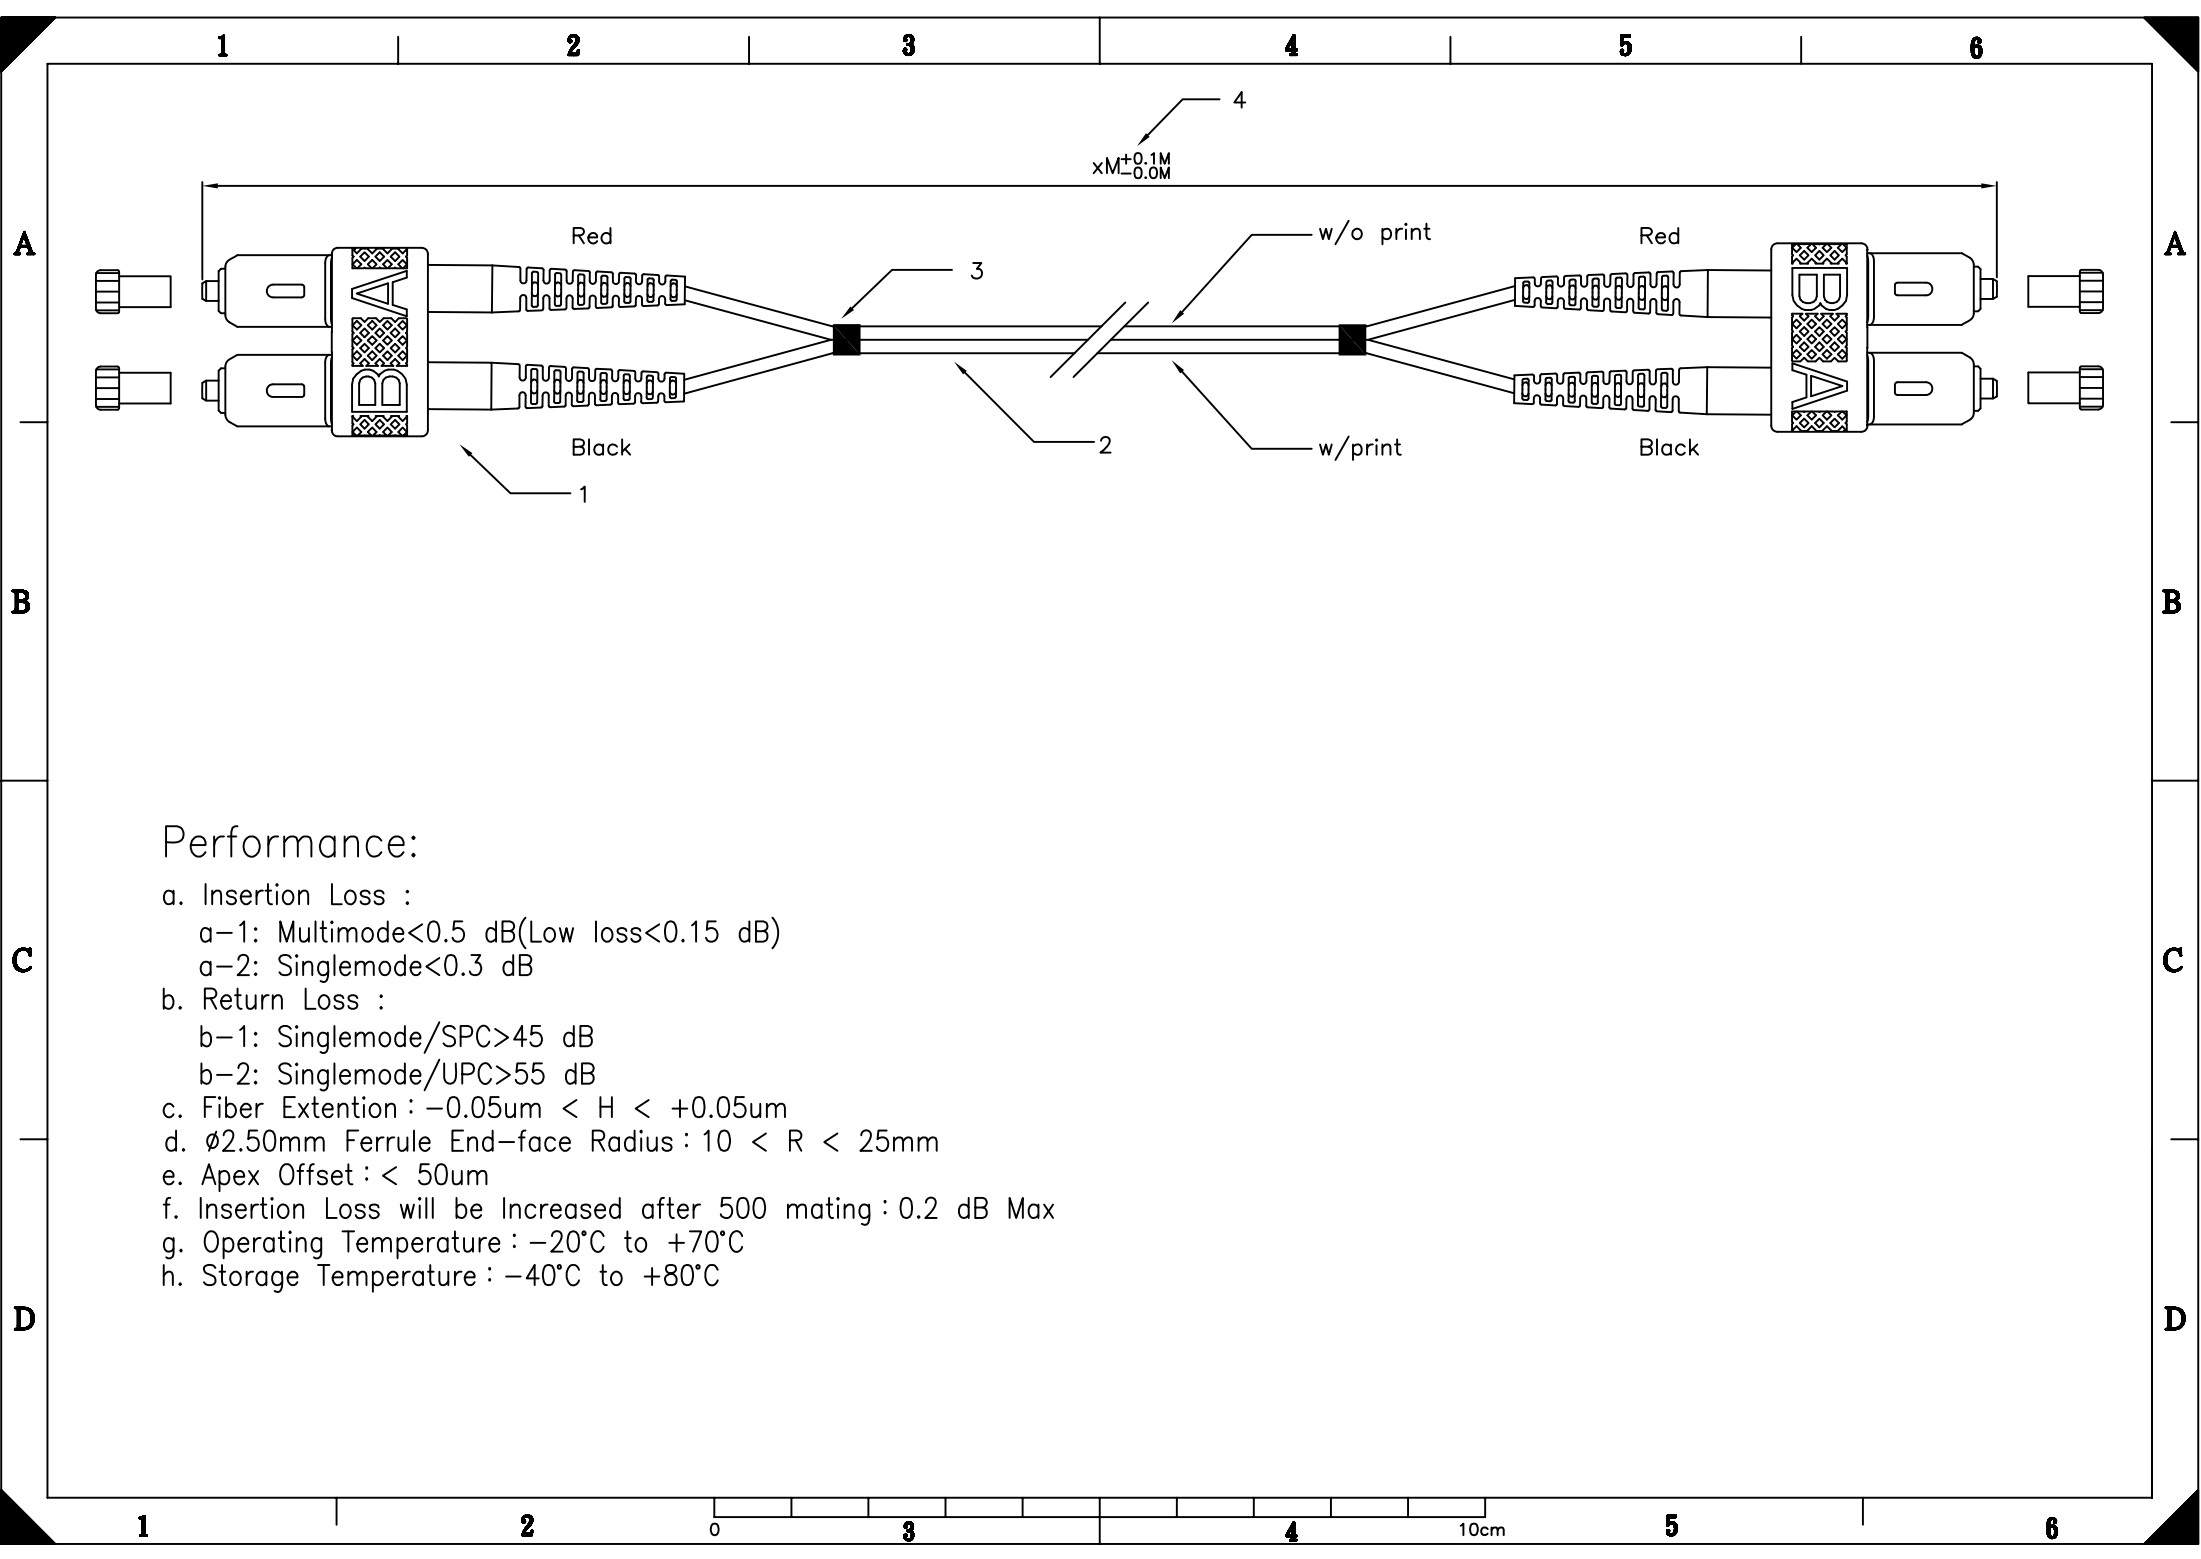 1 2 3 4 5 6
4
xM+0.1M
-0.0M
A A
Red w/o print Red
3
A B
B A
Black 2 w/print Black
1
B B
Performance:
a. Insertion Loss :
a-1: Multimode<0.5 dB(Low loss<0.15 dB)
C a-2: Singlemode<0.3 dB C
b. Return Loss :
b-1: Singlemode/SPC>45 dB
b-2: Singlemode/UPC>55 dB
c. Fiber Extention : -0.05um < H < +0.05um
d. ø2.50mm Ferrule End-face Radius : 10 < R < 25mm
e. Apex Offset : < 50um
f. Insertion Loss will be Increased after 500 mating : 0.2 dB Max
g. Operating Temperature : -20°C to +70°C
h. Storage Temperature : -40°C to +80°C
D D
1 2 0 3 4 10cm 5 6